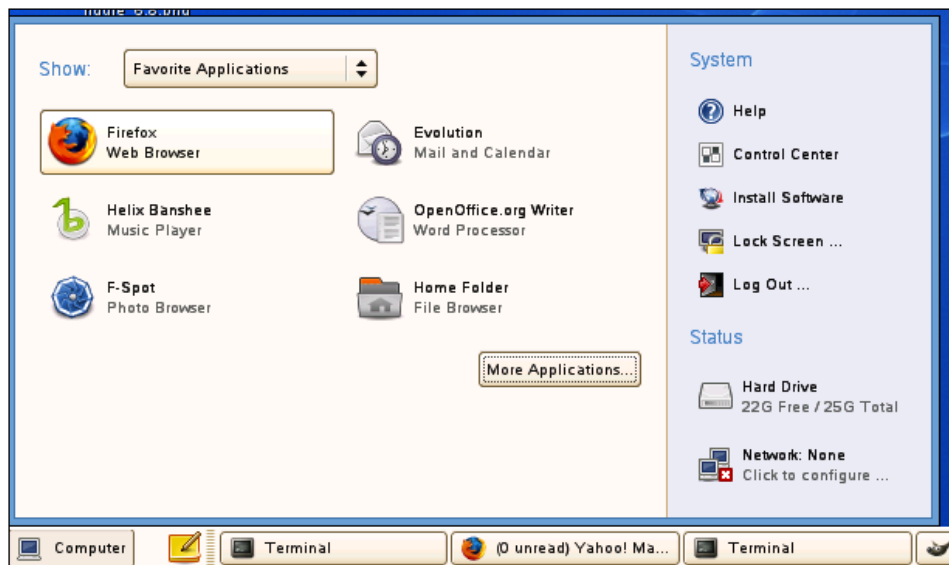 Show:
Favorite Applications
Firefox
Web Browser
Evolution
Mail and Calendar
Helix Banshee
Music Player
OpenOffice.org Writer
Word Processor
F-Spot
Photo Browser
Home Folder
File Browser
More Applications...
System
Help
Control Center
Install Software
Lock Screen ...
Log Out ...
Status
Hard Drive
22G Free / 25G Total
Network: None
Click to configure ...
Computer
Terminal
(0 unread) Yahoo! Ma...
Terminal